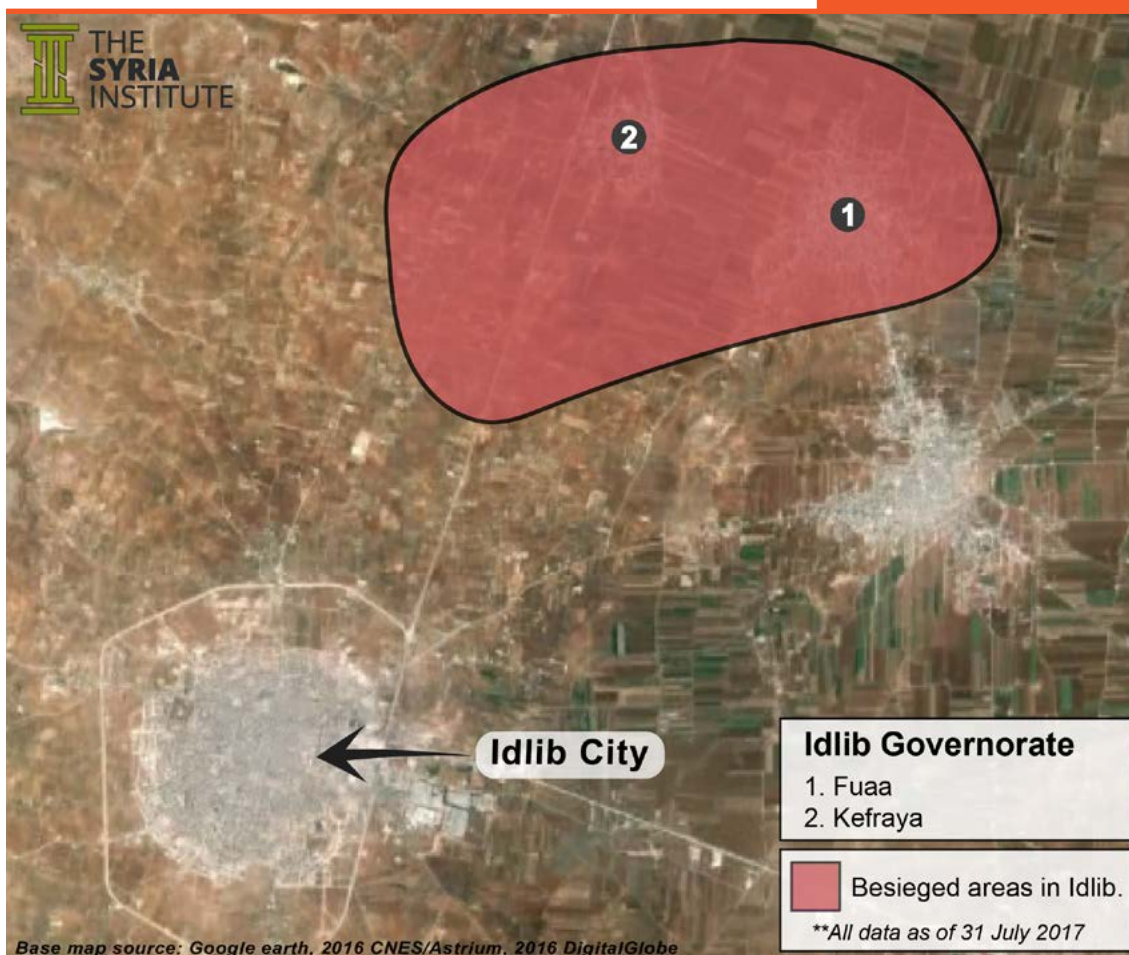 THE
SYRIA
INSTITUTE
2
1
Idlib City
Idlib Governorate
1. Fuaa
2. Kefraya
Besieged areas in Idlib.
**All data as of 31 July 2017
Base map source: Google earth, 2016 CNES/Astrium, 2016 DigitalGlobe